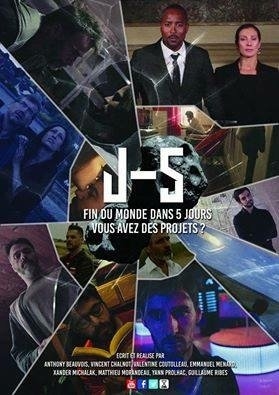 J-5
FIN DU MONDE DANS 5 JOURS
VOUS AVEZ DES PROJETS ?
ECRIT ET REALISE PAR
ANTHONY BEAUVOIS, VINCENT CHALNOT, VALENTINE COUTOLLEAU, EMMANUEL MENARD,
XANDER MICHALAK, MATTHIEU MORANDEAU, YANN PROLHAC, GUILLAUME RIBES